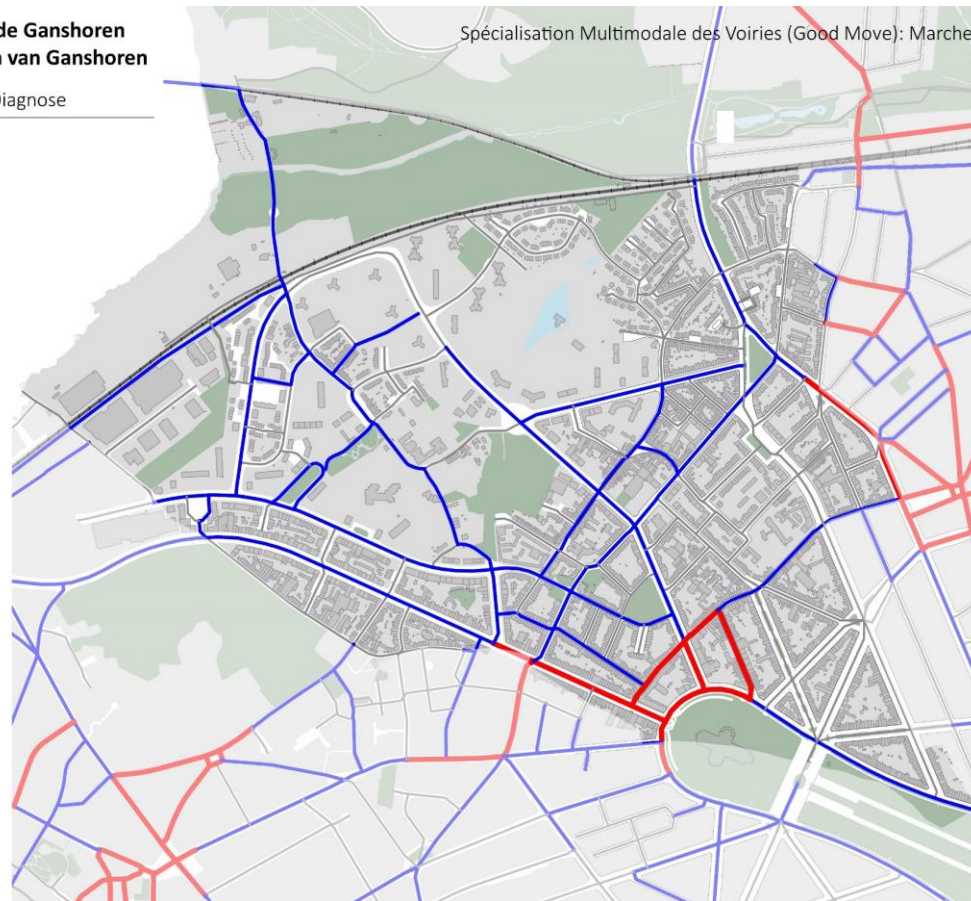 de Ganshoren
van Ganshoren
Diagnose
Spécialisation Multimodale des Voiries (Good Move): Marche